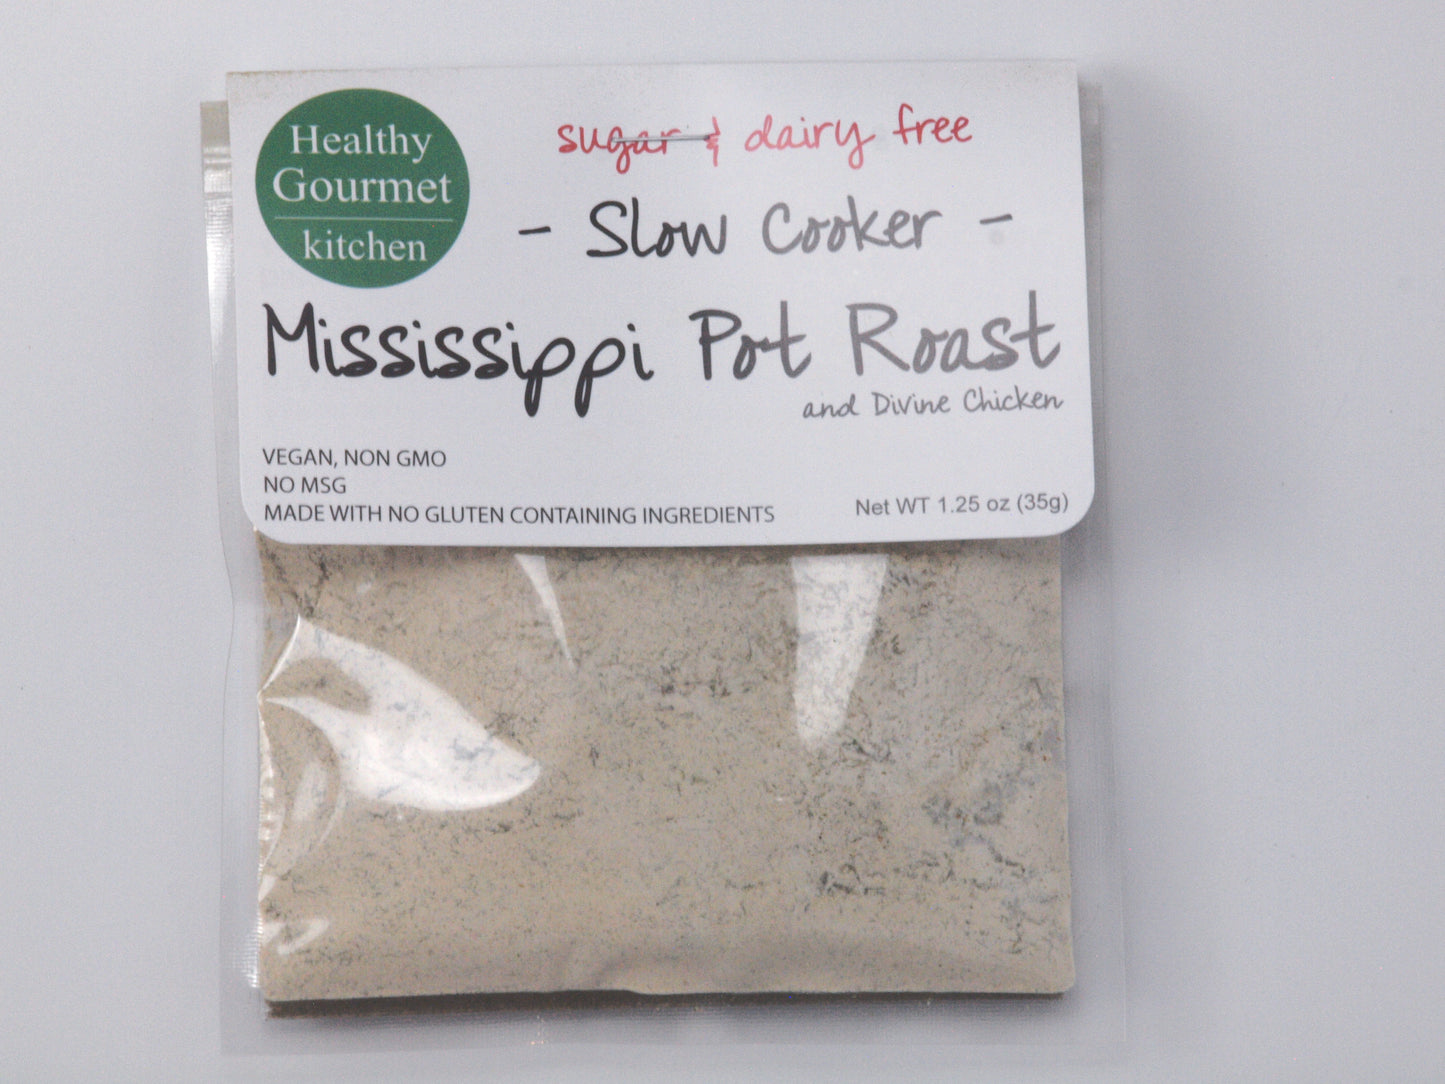 Healthy
Gourmet
kitchen
sugar & dairy free
- Slow Cooker -
Mississippi Pot Roast
and Divine Chicken
VEGAN, NON GMO
NO MSG
MADE WITH NO GLUTEN CONTAINING INGREDIENTS
Net WT 1.25 oz (35g)